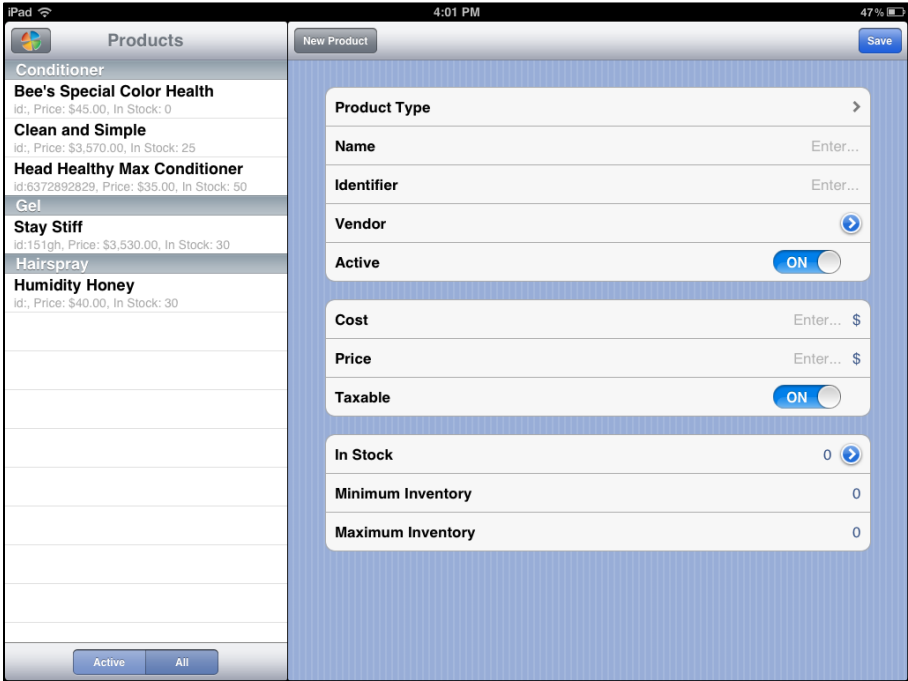 iPad 4:01 PM 47%
Products
Conditioner
Bee's Special Color Health
id:, Price: $45.00, In Stock: 0
Clean and Simple
id:, Price: $3,570.00, In Stock: 25
Head Healthy Max Conditioner
id:6372892829, Price: $35.00, In Stock: 50
Gel
Stay Stiff
id:151gh, Price: $3,530.00, In Stock: 30
Hairspray
Humidity Honey
id:, Price: $40.00, In Stock: 30
Active All
New Product Save
Product Type
Name Enter...
Identifier Enter...
Vendor
Active ON
Cost Enter... $
Price Enter... $
Taxable ON
In Stock 0
Minimum Inventory 0
Maximum Inventory 0